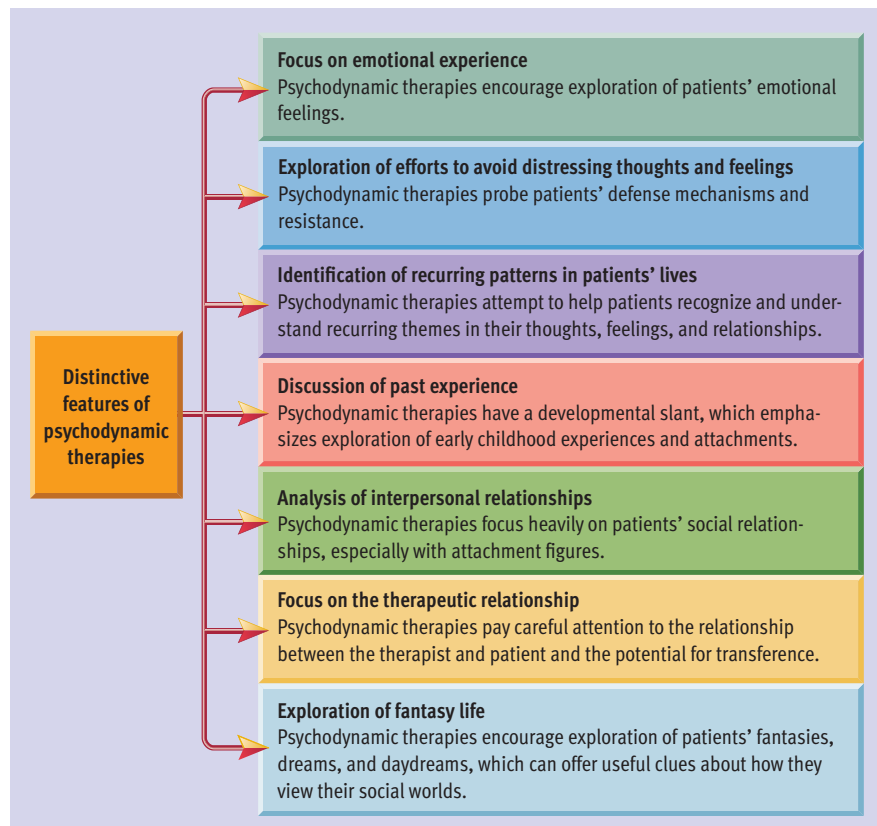 Focus on emotional experience
Psychodynamic therapies encourage exploration of patients’ emotional
feelings.
Exploration of efforts to avoid distressing thoughts and feelings
Psychodynamic therapies probe patients’ defense mechanisms and
resistance.
Identification of recurring patterns in patients’ lives
Psychodynamic therapies attempt to help patients recognize and under-
stand recurring themes in their thoughts, feelings, and relationships.
Distinctive
features of
psychodynamic
therapies
Discussion of past experience
Psychodynamic therapies have a developmental slant, which empha-
sizes exploration of early childhood experiences and attachments.
Analysis of interpersonal relationships
Psychodynamic therapies focus heavily on patients’ social relation-
ships, especially with attachment figures.
Focus on the therapeutic relationship
Psychodynamic therapies pay careful attention to the relationship
between the therapist and patient and the potential for transference.
Exploration of fantasy life
Psychodynamic therapies encourage exploration of patients’ fantasies,
dreams, and daydreams, which can offer useful clues about how they
view their social worlds.